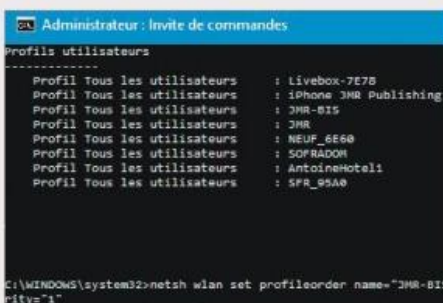 Administrateur : Invite de commandes
Profils utilisateurs
-------------
Profil Tous les utilisateurs : Livebox-7E78
Profil Tous les utilisateurs : iPhone JMR Publishing
Profil Tous les utilisateurs : JMR-BIS
Profil Tous les utilisateurs : JMR
Profil Tous les utilisateurs : NEUF_6E60
Profil Tous les utilisateurs : SOFRADOM
Profil Tous les utilisateurs : AntoineHotel1
Profil Tous les utilisateurs : SFR_95A0
C:\WINDOWS\system32>netsh wlan set profileorder name="JMR-BIS
rity="1"